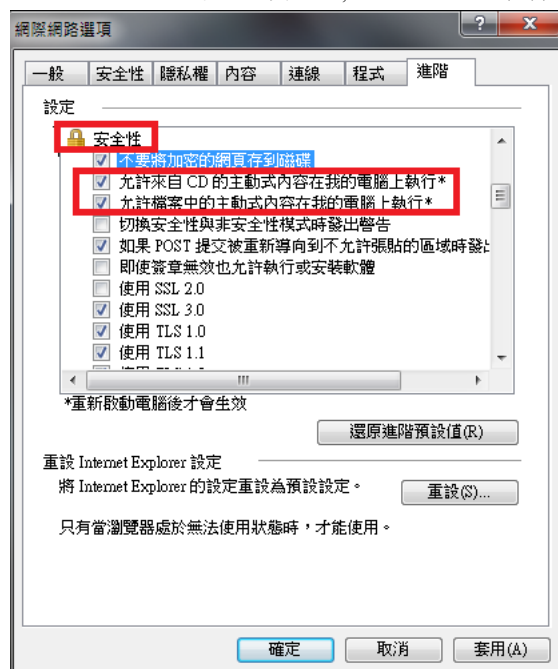 網際網路選項
一般 安全性 隱私權 內容 連線 程式 進階
設定
安全性
不要將加密的網頁存到磁碟
允許來自 CD 的主動式內容在我的電腦上執行*
允許檔案中的主動式內容在我的電腦上執行*
切換安全性與非安全性模式時發出警告
如果 POST 提交被重新導向到不允許張貼的區域時發出
即使簽章無效也允許執行或安裝軟體
使用 SSL 2.0
使用 SSL 3.0
使用 TLS 1.0
使用 TLS 1.1
*重新啟動電腦後才會生效
還原進階預設值(R)
重設 Internet Explorer 設定
將 Internet Explorer 的設定重設為預設設定。
重設(S)...
只有當瀏覽器處於無法使用狀態時，才能使用。
確定 取消 套用(A)